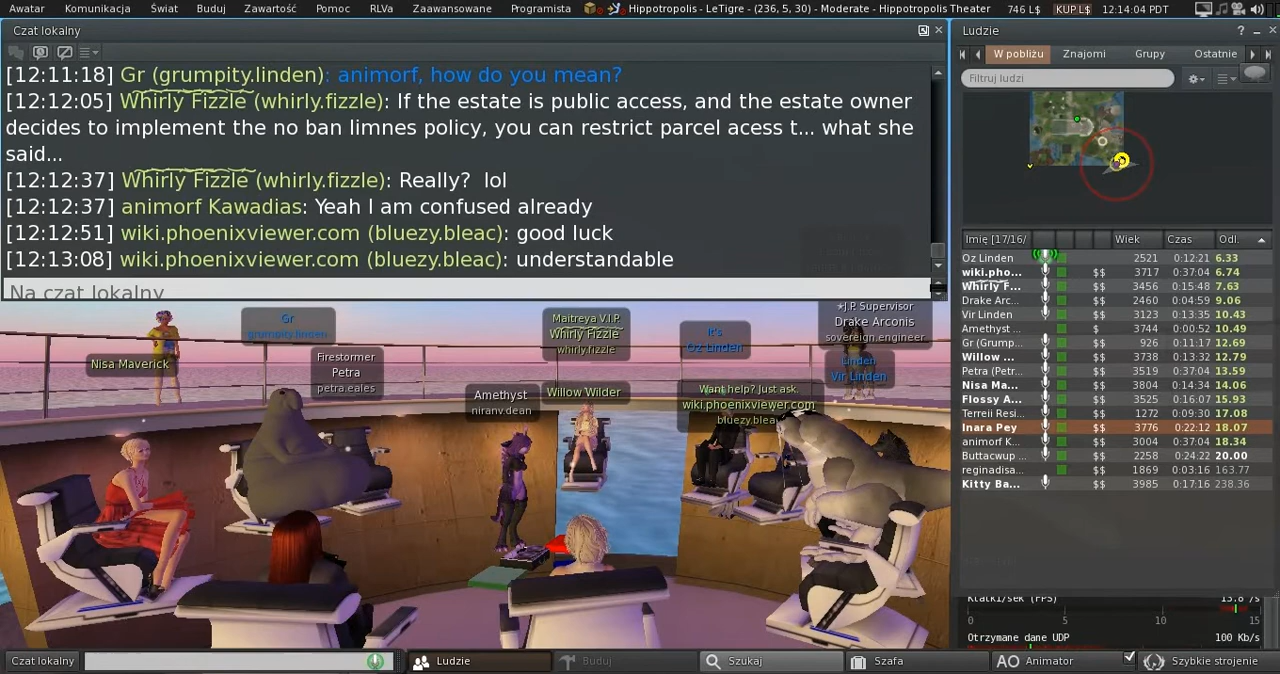 Awatar Komunikacja Świat Buduj Zawartość Pomoc RLVa Zaawansowane Programista Hippotropolis - LeTigre - (236, 5, 30) - Moderate - Hippotropolis Theater 746 L$ KUP L$ 12:14:04 PDT
Czat lokalny
[12:11:18] Gr (grumpity.linden): animorf, how do you mean?
[12:12:05] Whirly Fizzle (whirly.fizzle): If the estate is public access, and the estate owner
decides to implement the no ban limnes policy, you can restrict parcel acess t... what she
said...
[12:12:37] Whirly Fizzle (whirly.fizzle): Really? lol
[12:12:37] animorf Kawadias: Yeah I am confused already
[12:12:51] wiki.phoenixviewer.com (bluezy.bleac): good luck
[12:13:08] wiki.phoenixviewer.com (bluezy.bleac): understandable
Na czat lokalny
Nisa Maverick
Gr
grumpity.linden
Firestormer
Petra
petra.eales
Amethyst
nirany.dean
Maitreya V.I.P.
Whirly Fizzle
whirly.fizzle
Willow Wilder
It's
Oz Linden
Want help? Just ask.
wiki.phoenixviewer.com
bluezy.bleac
J.P. Supervisor
Drake Arconis
sovereign.engineer
Linden
Vir Linden
Ludzie
W pobliżu Znajomi Grupy Ostatnie
Filtruj ludzi
Imię [17/16/ Wiek Czas Odl.
Oz Linden 2521 0:12:21 6.33
wiki.pho... $$ 3717 0:37:04 6.74
Whirly F... $$ 3456 0:15:48 7.63
Drake Arc... $$ 2460 0:04:59 9.06
Vir Linden $$ 3123 0:13:35 10.43
Amethyst ... $$ 3744 0:00:52 10.49
Gr (Grump... $$ 926 0:11:17 12.69
Willow ... $$ 3738 0:13:32 12.79
Petra (Petr... $$ 3519 0:37:04 13.59
Nisa Ma... $$ 3804 0:14:34 14.06
Flossy A... $$ 3525 0:16:07 15.93
Terreii Resi... $$ 1272 0:09:30 17.08
Inara Pey $$ 3776 0:22:12 18.07
animorf K... $$ 3004 0:37:04 18.34
Buttacwup ... $$ 2258 0:24:22 20.00
reginadisa... $$ 1869 0:03:16 163.77
Kitty Ba... $$ 3985 0:17:16 238.36
Klatki/sek (FPS) 13.8 /s
0 5 10 15
Otrzymane dane UDP 100 Kb/s
Czat lokalny Ludzie Buduj Szukaj Szafa AO Animator Szybkie strojenie